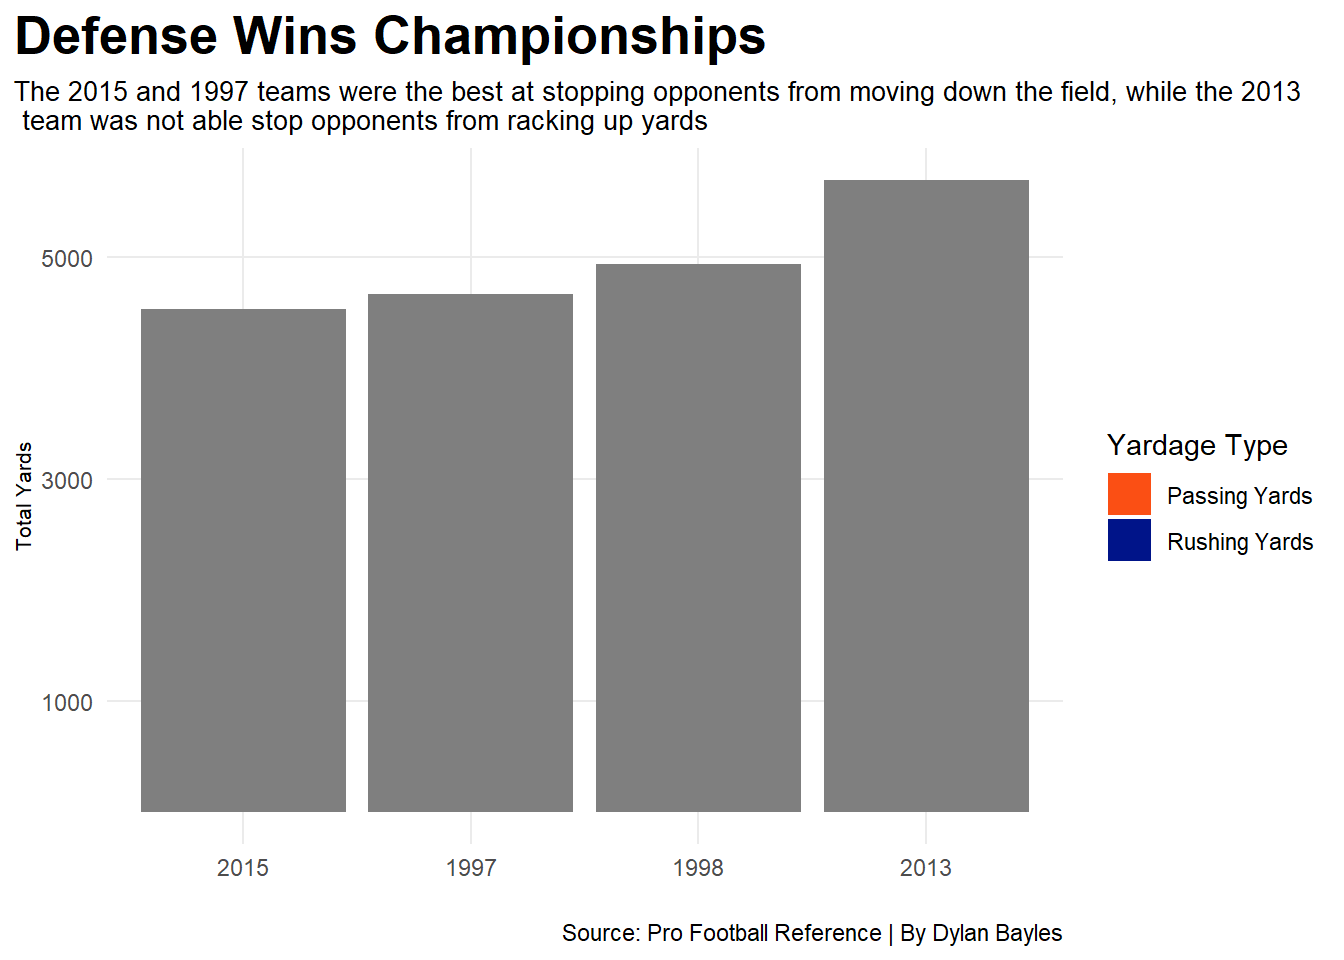 Defense Wins Championships
The 2015 and 1997 teams were the best at stopping opponents from moving down the field, while the 2013
team was not able stop opponents from racking up yards
Total Yards
5000
3000
1000
2015
1997
1998
2013
Yardage Type
Passing Yards
Rushing Yards
Source: Pro Football Reference | By Dylan Bayles